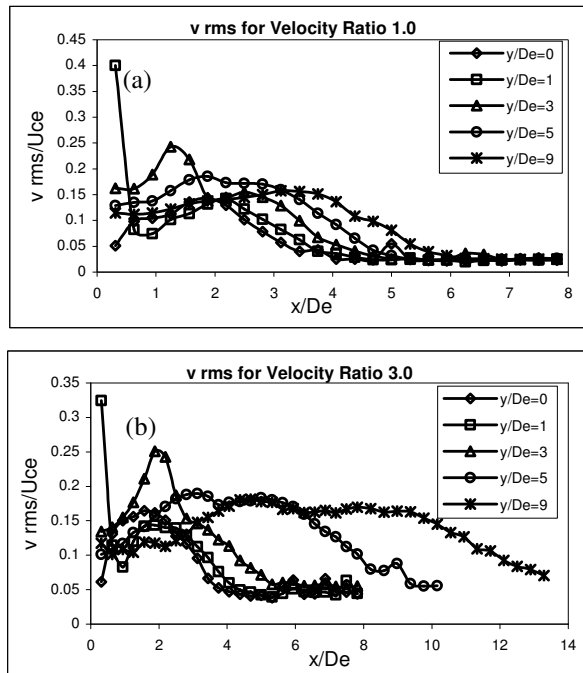 v rms for Velocity Ratio 1.0
(a)
v rms/Uce
0.45
0.4
0.35
0.3
0.25
0.2
0.15
0.1
0.05
0
0 1 2 3 4 5 6 7 8
x/De
y/De=0
y/De=1
y/De=3
y/De=5
y/De=9
v rms for Velocity Ratio 3.0
(b)
v rms/Uce
0.35
0.3
0.25
0.2
0.15
0.1
0.05
0
0 2 4 6 8 10 12 14
x/De
y/De=0
y/De=1
y/De=3
y/De=5
y/De=9